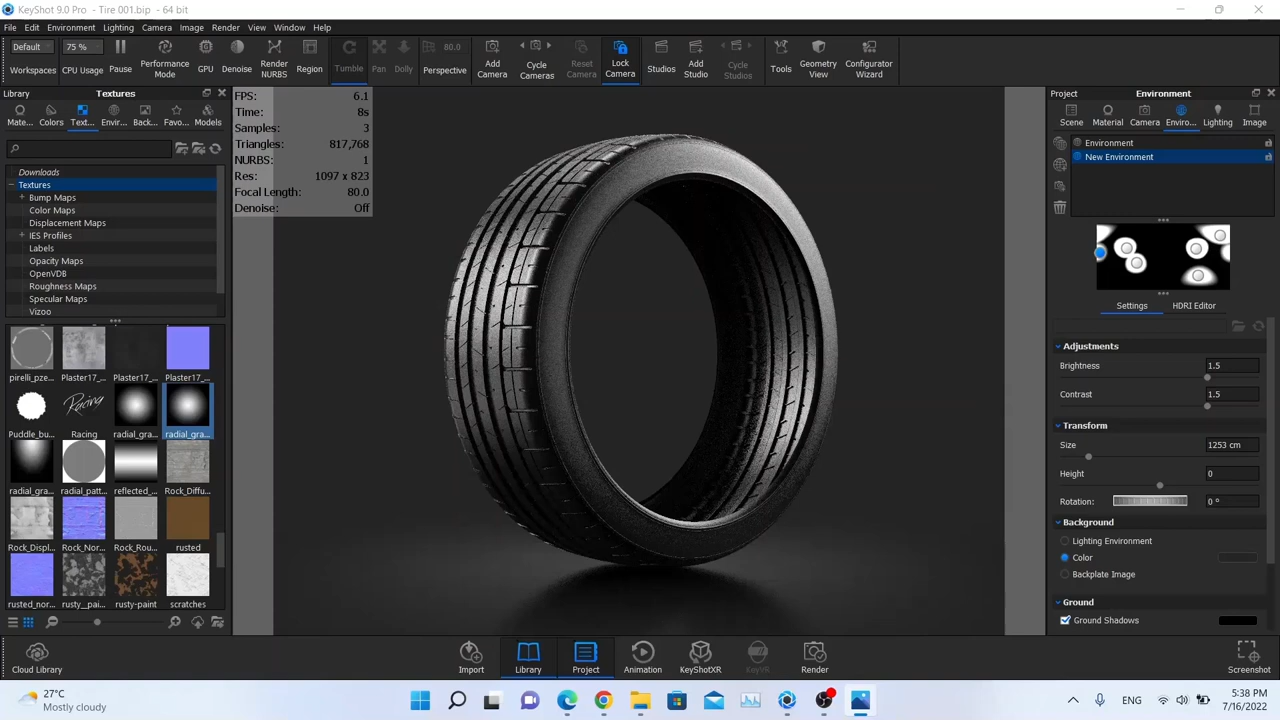 KeyShot 9.0 Pro - Tire 001.bip - 64 bit
File Edit Environment Lighting Camera Image Render View Window Help
Default 75 % 80.0
Workspaces CPU Usage Pause Performance Mode GPU Denoise Render NURBS Region Tumble Pan Dolly Perspective Add Camera Cycle Cameras Reset Camera Lock Camera Studios Add Studio Cycle Studios Tools Geometry View Configurator Wizard
Library Textures
Mate... Colors Text... Envir... Back... Favo... Models
Downloads
Textures
Bump Maps
Color Maps
Displacement Maps
IES Profiles
Labels
Opacity Maps
OpenVDB
Roughness Maps
Specular Maps
Vizoo
pirelli_pze... Plaster17_... Plaster17_... Plaster17_...
Racing
Puddle_bu... Racing radial_gra... radial_gra...
radial_gra... radial_patt... reflected_... Rock_Diffu...
Rock_Displ... Rock_Nor... Rock_Rou... rusted
rusted_nor... rusty__pai... rusty-paint scratches
FPS: 6.1
Time: 8s
Samples: 3
Triangles: 817,768
NURBS: 1
Res: 1097 x 823
Focal Length: 80.0
Denoise: Off
Project Environment
Scene Material Camera Enviro... Lighting Image
Environment
New Environment
Settings HDRI Editor
Adjustments
Brightness 1.5
Contrast 1.5
Transform
Size 1253 cm
Height 0
Rotation: 0 °
Background
Lighting Environment
Color
Backplate Image
Ground
Ground Shadows
Cloud Library Import Library Project Animation KeyShotXR KeyVR Render Screenshot
27°C
Mostly cloudy
ENG
5:38 PM
7/16/2022